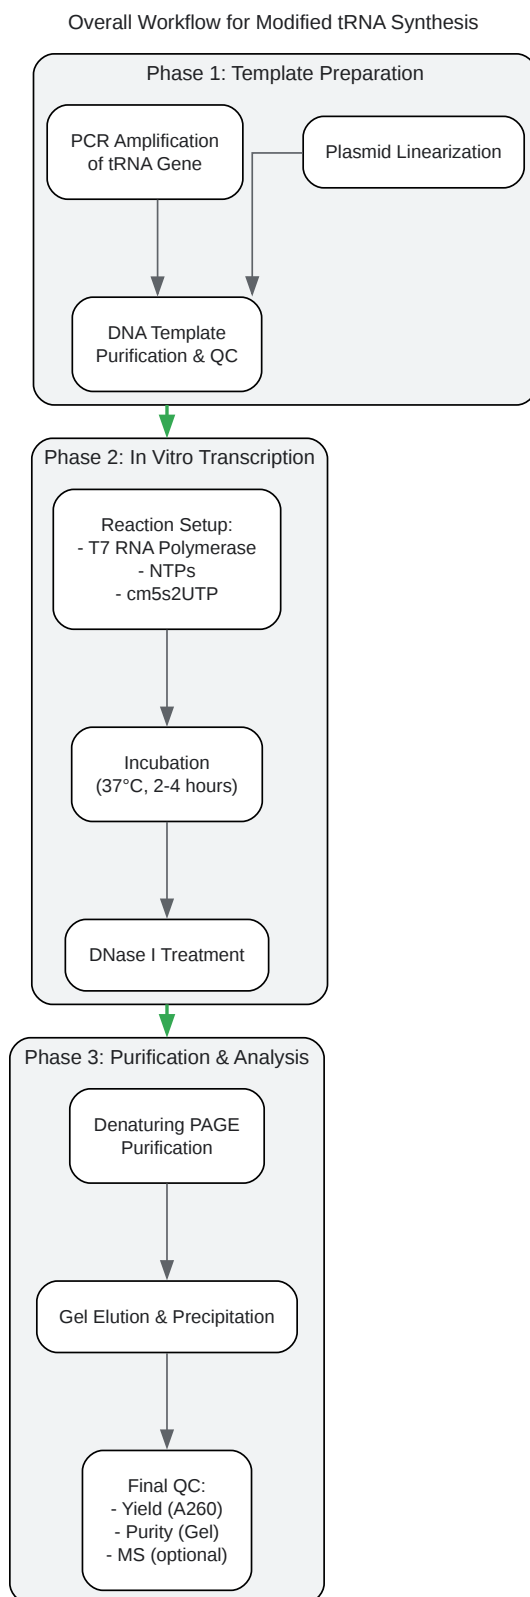 Overall Workflow for Modified tRNA Synthesis
Phase 1: Template Preparation
PCR Amplification
of tRNA Gene
Plasmid Linearization
DNA Template
Purification & QC
Phase 2: In Vitro Transcription
Reaction Setup:
- T7 RNA Polymerase
- NTPs
- cm5s2UTP
Incubation
(37°C, 2-4 hours)
DNase I Treatment
Phase 3: Purification & Analysis
Denaturing PAGE
Purification
Gel Elution & Precipitation
Final QC:
- Yield (A260)
- Purity (Gel)
- MS (optional)